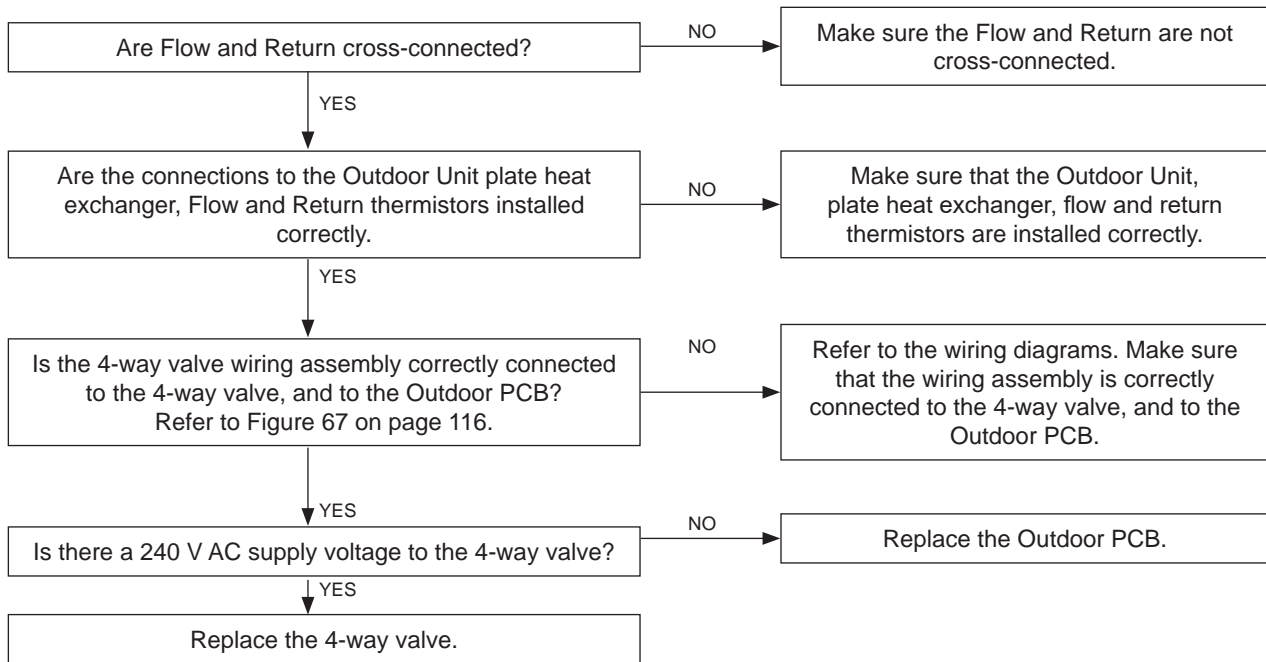 Are Flow and Return cross-connected?
NO
Make sure the Flow and Return are not
cross-connected.
YES
Are the connections to the Outdoor Unit plate heat
exchanger, Flow and Return thermistors installed
correctly.
NO
Make sure that the Outdoor Unit,
plate heat exchanger, flow and return
thermistors are installed correctly.
YES
Is the 4-way valve wiring assembly correctly connected
to the 4-way valve, and to the Outdoor PCB?
Refer to Figure 67 on page 116.
NO
Refer to the wiring diagrams. Make sure
that the wiring assembly is correctly
connected to the 4-way valve, and to the
Outdoor PCB.
YES
Is there a 240 V AC supply voltage to the 4-way valve?
NO
Replace the Outdoor PCB.
YES
Replace the 4-way valve.